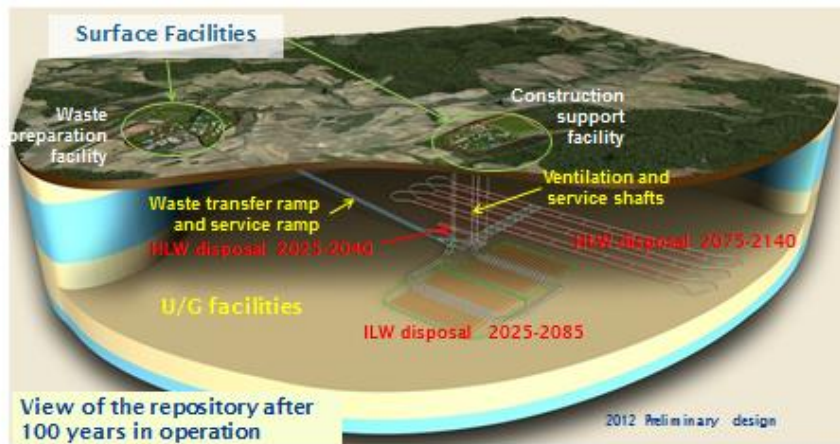 Surface Facilities
Waste
preparation
facility
Construction
support
facility
Waste transfer ramp
and service ramp
Ventilation and
service shafts
HLW disposal 2025-2040
HLW disposal 2075-2140
U/G facilities
ILW disposal 2025-2085
View of the repository after
100 years in operation
2012 Preliminary design